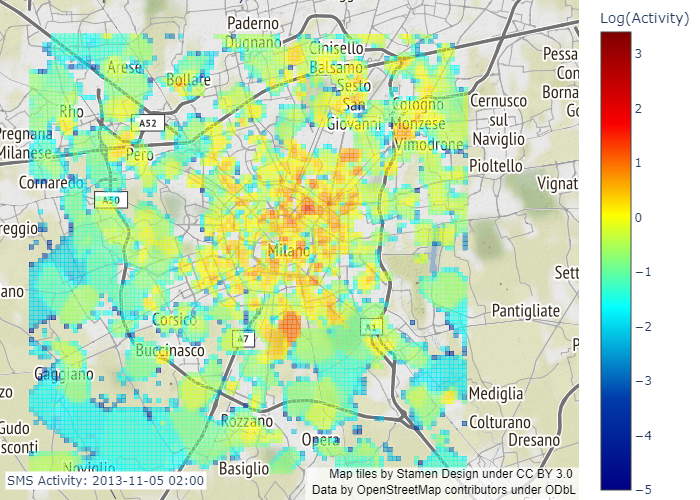 Paderno
Dugnano
Cinisello
Balsamo
Log(Activity)
Arese
Bollate
Sesto
San
Giovanni
Pessa
Con
Borna
Go
Rho
A52
Cologno
Monzese
Cernusco
sul
Naviglio
Pregnana
Milanese
Pero
Vimodrone
Pioltello
Cornaredo
A50
Vignat
reggio
Milano
Sett
ano
Corsico
A7
A1
Pantigliate
P
Buccinasco
Gaggiano
zo
Mediglia
Gudo
sconti
Rozzano
Opera
Colturano
Dresano
Noviglio
Basiglio
SMS Activity: 2013-11-05 02:00
Map tiles by Stamen Design under CC BY 3.0
Data by OpenStreetMap contributors under ODbL
3
2
1
0
−1
−2
−3
−4
−5